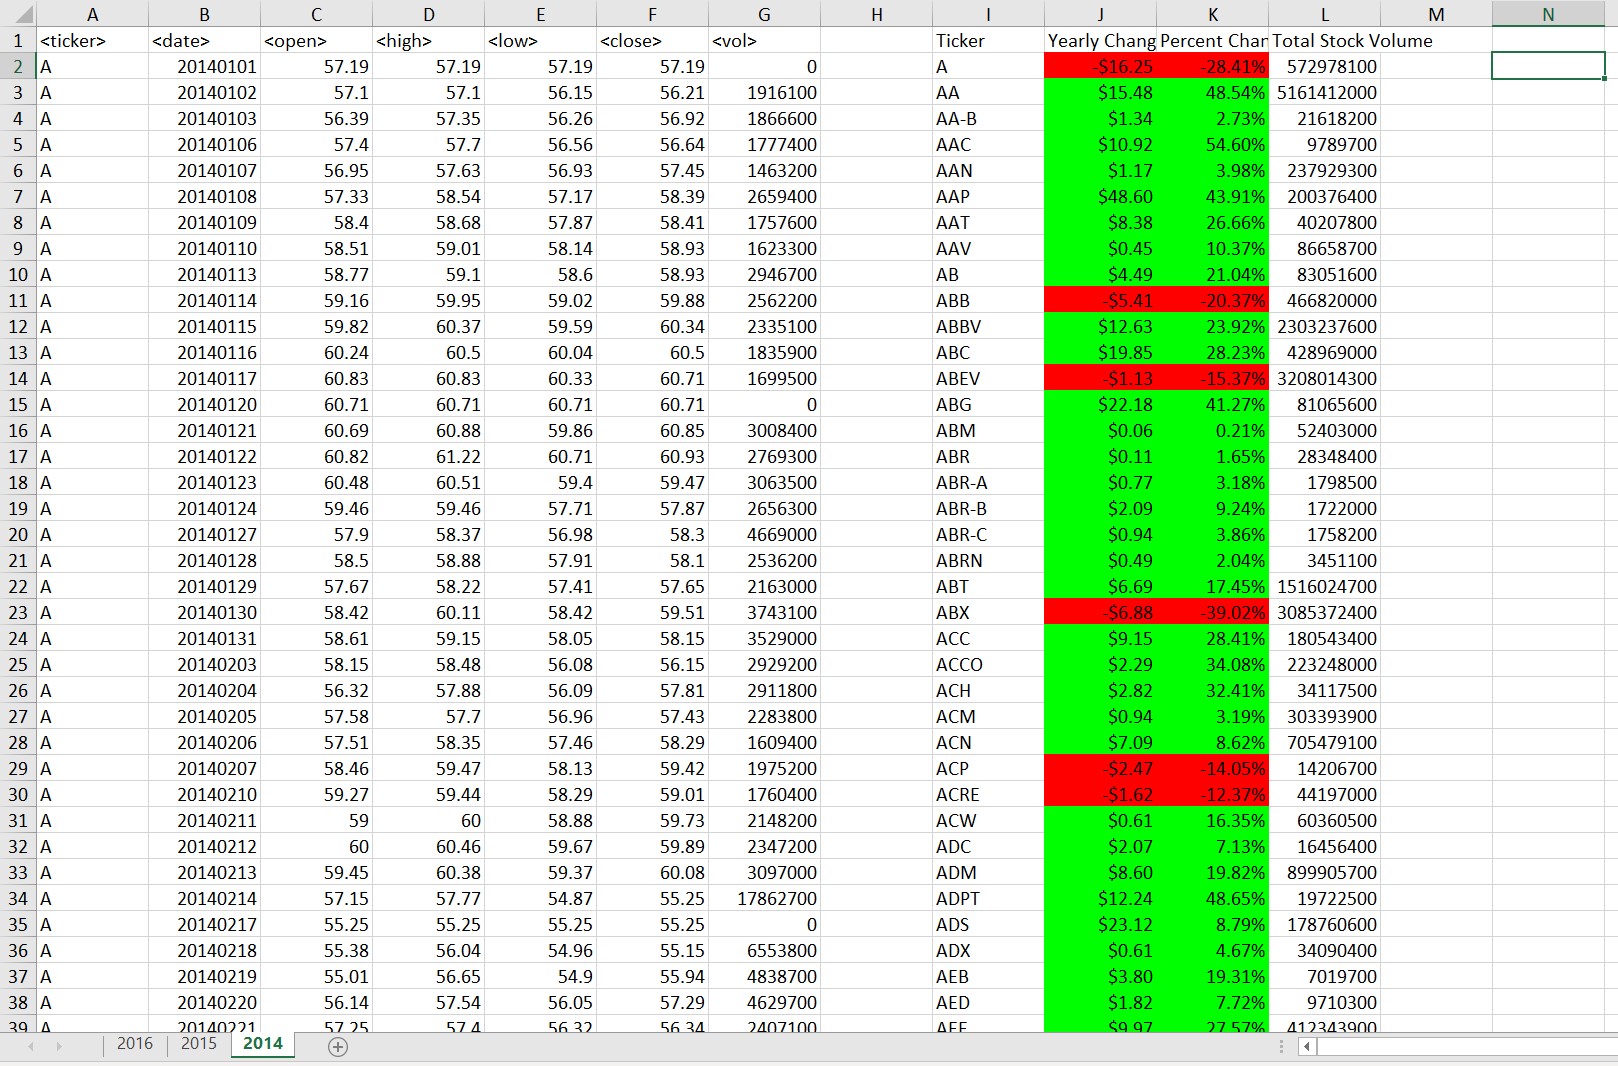 A B C D E F G H I J K L M N
1 <ticker> <date> <open> <high> <low> <close> <vol> Ticker Yearly Chang Percent Chan Total Stock Volume
2 A 20140101 57.19 57.19 57.19 57.19 0 A -$16.25 -28.41% 572978100
3 A 20140102 57.1 57.1 56.15 56.21 1916100 AA $15.48 48.54% 5161412000
4 A 20140103 56.39 57.35 56.26 56.92 1866600 AA-B $1.34 2.73% 21618200
5 A 20140106 57.4 57.7 56.56 56.64 1777400 AAC $10.92 54.60% 9789700
6 A 20140107 56.95 57.63 56.93 57.45 1463200 AAN $1.17 3.98% 237929300
7 A 20140108 57.33 58.54 57.17 58.39 2659400 AAP $48.60 43.91% 200376400
8 A 20140109 58.4 58.68 57.87 58.41 1757600 AAT $8.38 26.66% 40207800
9 A 20140110 58.51 59.01 58.14 58.93 1623300 AAV $0.45 10.37% 86658700
10 A 20140113 58.77 59.1 58.6 58.93 2946700 AB $4.49 21.04% 83051600
11 A 20140114 59.16 59.95 59.02 59.88 2562200 ABB -$5.41 -20.37% 466820000
12 A 20140115 59.82 60.37 59.59 60.34 2335100 ABBV $12.63 23.92% 2303237600
13 A 20140116 60.24 60.5 60.04 60.5 1835900 ABC $19.85 28.23% 428969000
14 A 20140117 60.83 60.83 60.33 60.71 1699500 ABEV -$1.13 -15.37% 3208014300
15 A 20140120 60.71 60.71 60.71 60.71 0 ABG $22.18 41.27% 81065600
16 A 20140121 60.69 60.88 59.86 60.85 3008400 ABM $0.06 0.21% 52403000
17 A 20140122 60.82 61.22 60.71 60.93 2769300 ABR $0.11 1.65% 28348400
18 A 20140123 60.48 60.51 59.4 59.47 3063500 ABR-A $0.77 3.18% 1798500
19 A 20140124 59.46 59.46 57.71 57.87 2656300 ABR-B $2.09 9.24% 1722000
20 A 20140127 57.9 58.37 56.98 58.3 4669000 ABR-C $0.94 3.86% 1758200
21 A 20140128 58.5 58.88 57.91 58.1 2536200 ABRN $0.49 2.04% 3451100
22 A 20140129 57.67 58.22 57.41 57.65 2163000 ABT $6.69 17.45% 1516024700
23 A 20140130 58.42 60.11 58.42 59.51 3743100 ABX -$6.88 -39.02% 3085372400
24 A 20140131 58.61 59.15 58.05 58.15 3529000 ACC $9.15 28.41% 180543400
25 A 20140203 58.15 58.48 56.08 56.15 2929200 ACCO $2.29 34.08% 223248000
26 A 20140204 56.32 57.88 56.09 57.81 2911800 ACH $2.82 32.41% 34117500
27 A 20140205 57.58 57.7 56.96 57.43 2283800 ACM $0.94 3.19% 303393900
28 A 20140206 57.51 58.35 57.46 58.29 1609400 ACN $7.09 8.62% 705479100
29 A 20140207 58.46 59.47 58.13 59.42 1975200 ACP -$2.47 -14.05% 14206700
30 A 20140210 59.27 59.44 58.29 59.01 1760400 ACRE -$1.62 -12.37% 44197000
31 A 20140211 59 60 58.88 59.73 2148200 ACW $0.61 16.35% 60360500
32 A 20140212 60 60.46 59.67 59.89 2347200 ADC $2.07 7.13% 16456400
33 A 20140213 59.45 60.38 59.37 60.08 3097000 ADM $8.60 19.82% 899905700
34 A 20140214 57.15 57.77 54.87 55.25 17862700 ADPT $12.24 48.65% 19722500
35 A 20140217 55.25 55.25 55.25 55.25 0 ADS $23.12 8.79% 178760600
36 A 20140218 55.38 56.04 54.96 55.15 6553800 ADX $0.61 4.67% 34090400
37 A 20140219 55.01 56.65 54.9 55.94 4838700 AEB $3.80 19.31% 7019700
38 A 20140220 56.14 57.54 56.05 57.29 4629700 AED $1.82 7.72% 9710300
39 A 20140221 57.25 57.4 56.32 56.34 2407100 $9.97 27.57% 412343900
2016 2015 2014